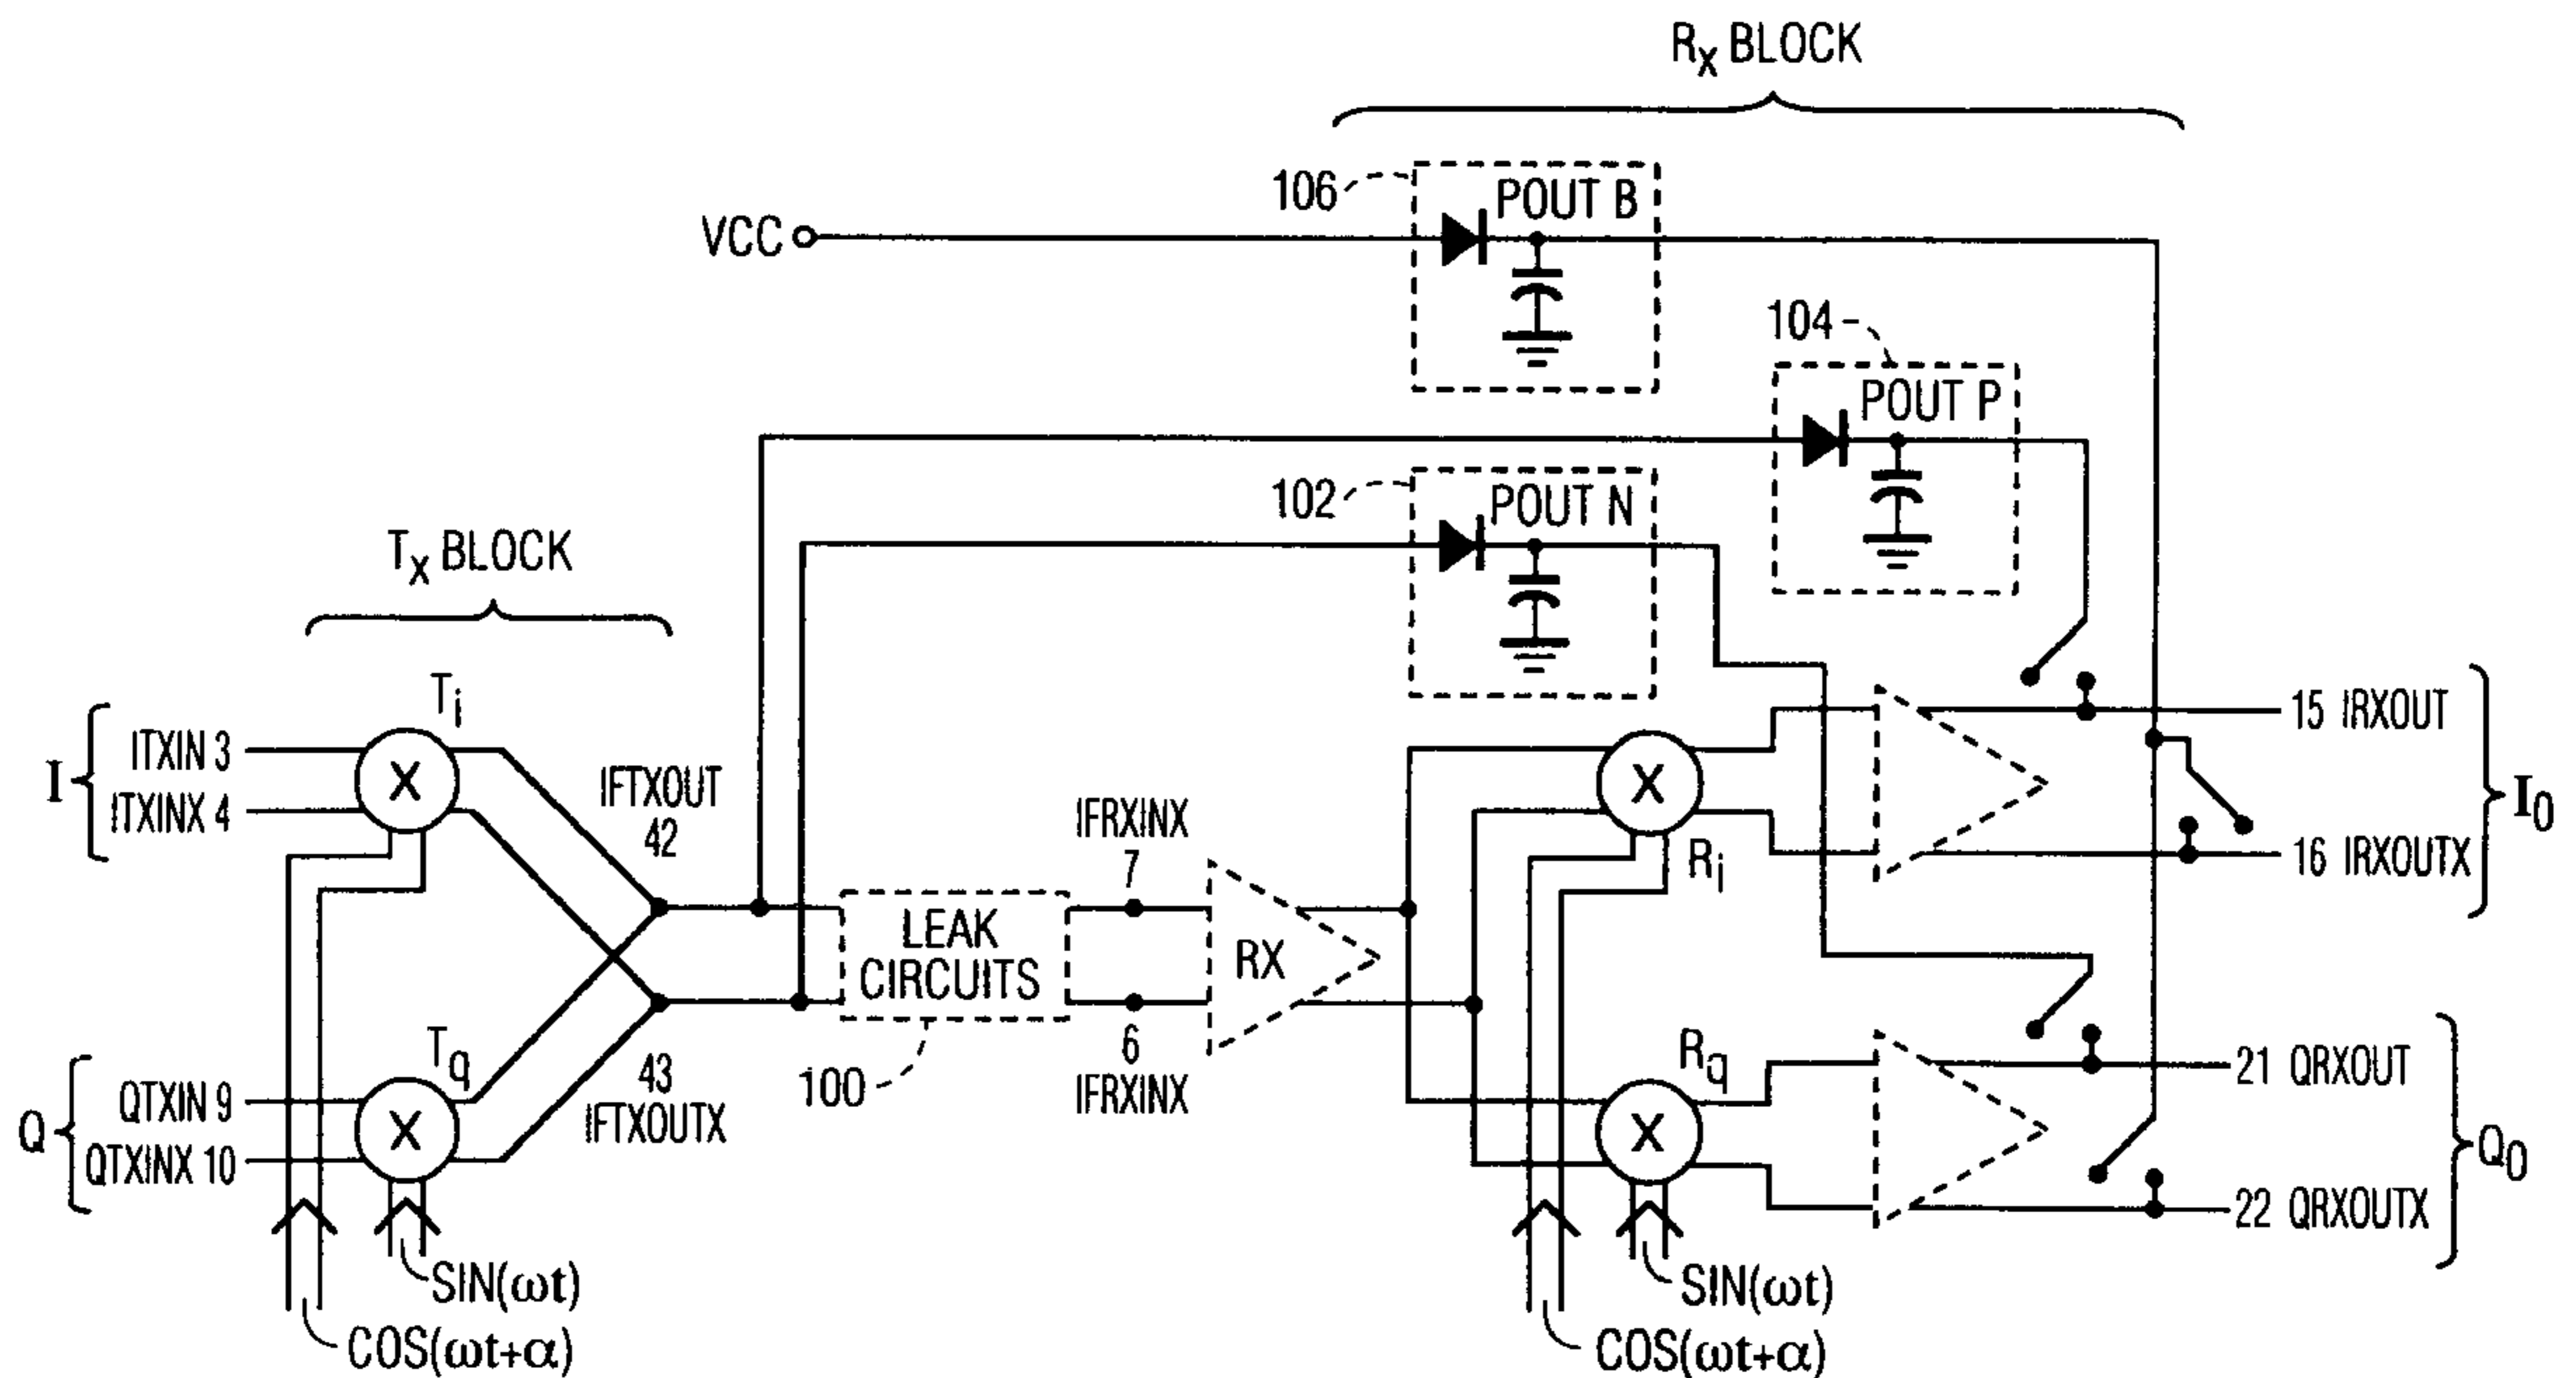 Rx BLOCK
106
POUT B
VCC
104
POUT P
102
POUT N
Tx BLOCK
Ti
I
ITXIN 3
ITXINX 4
X
IFTXOUT
42
IFRXINX
7
X
Ri
15 IRXOUT
16 IRXOUTX
I0
LEAK
CIRCUITS
RX
100
6
IFRXINX
Tq
43
IFTXOUTX
Q
QTXIN 9
QTXINX 10
X
Rq
X
21 QRXOUT
22 QRXOUTX
Q0
SIN(ωt)
COS(ωt+α)
SIN(ωt)
COS(ωt+α)